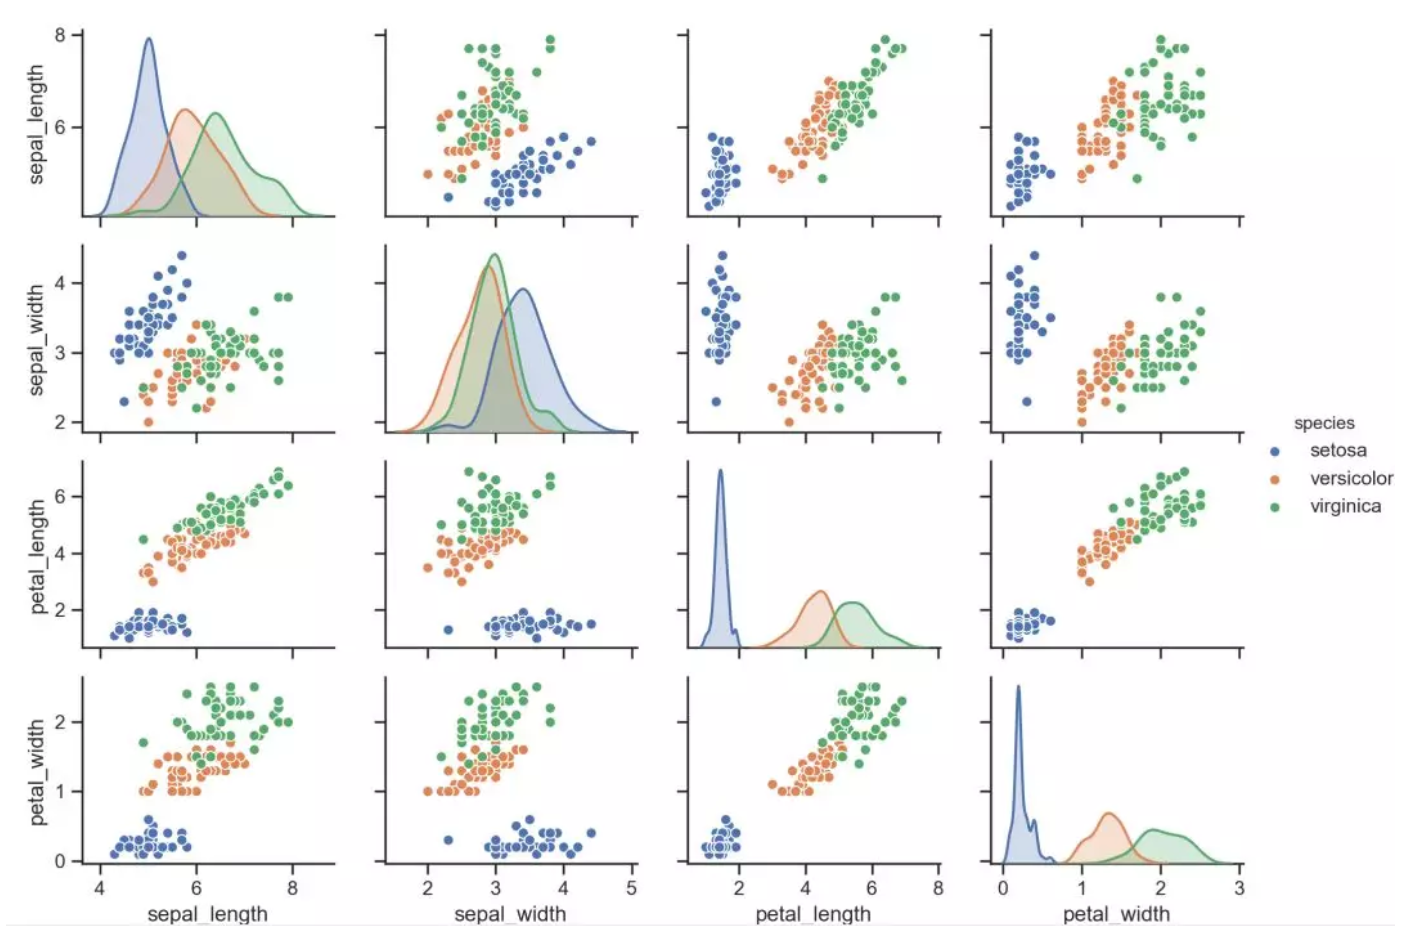 8
6
sepal_length
4
3
2
sepal_width
6
4
2
petal_length
2
1
0
petal_width
4 6 8
sepal_length
2 3 4 5
sepal_width
2 4 6 8
petal_length
0 1 2 3
petal_width
species
setosa
versicolor
virginica